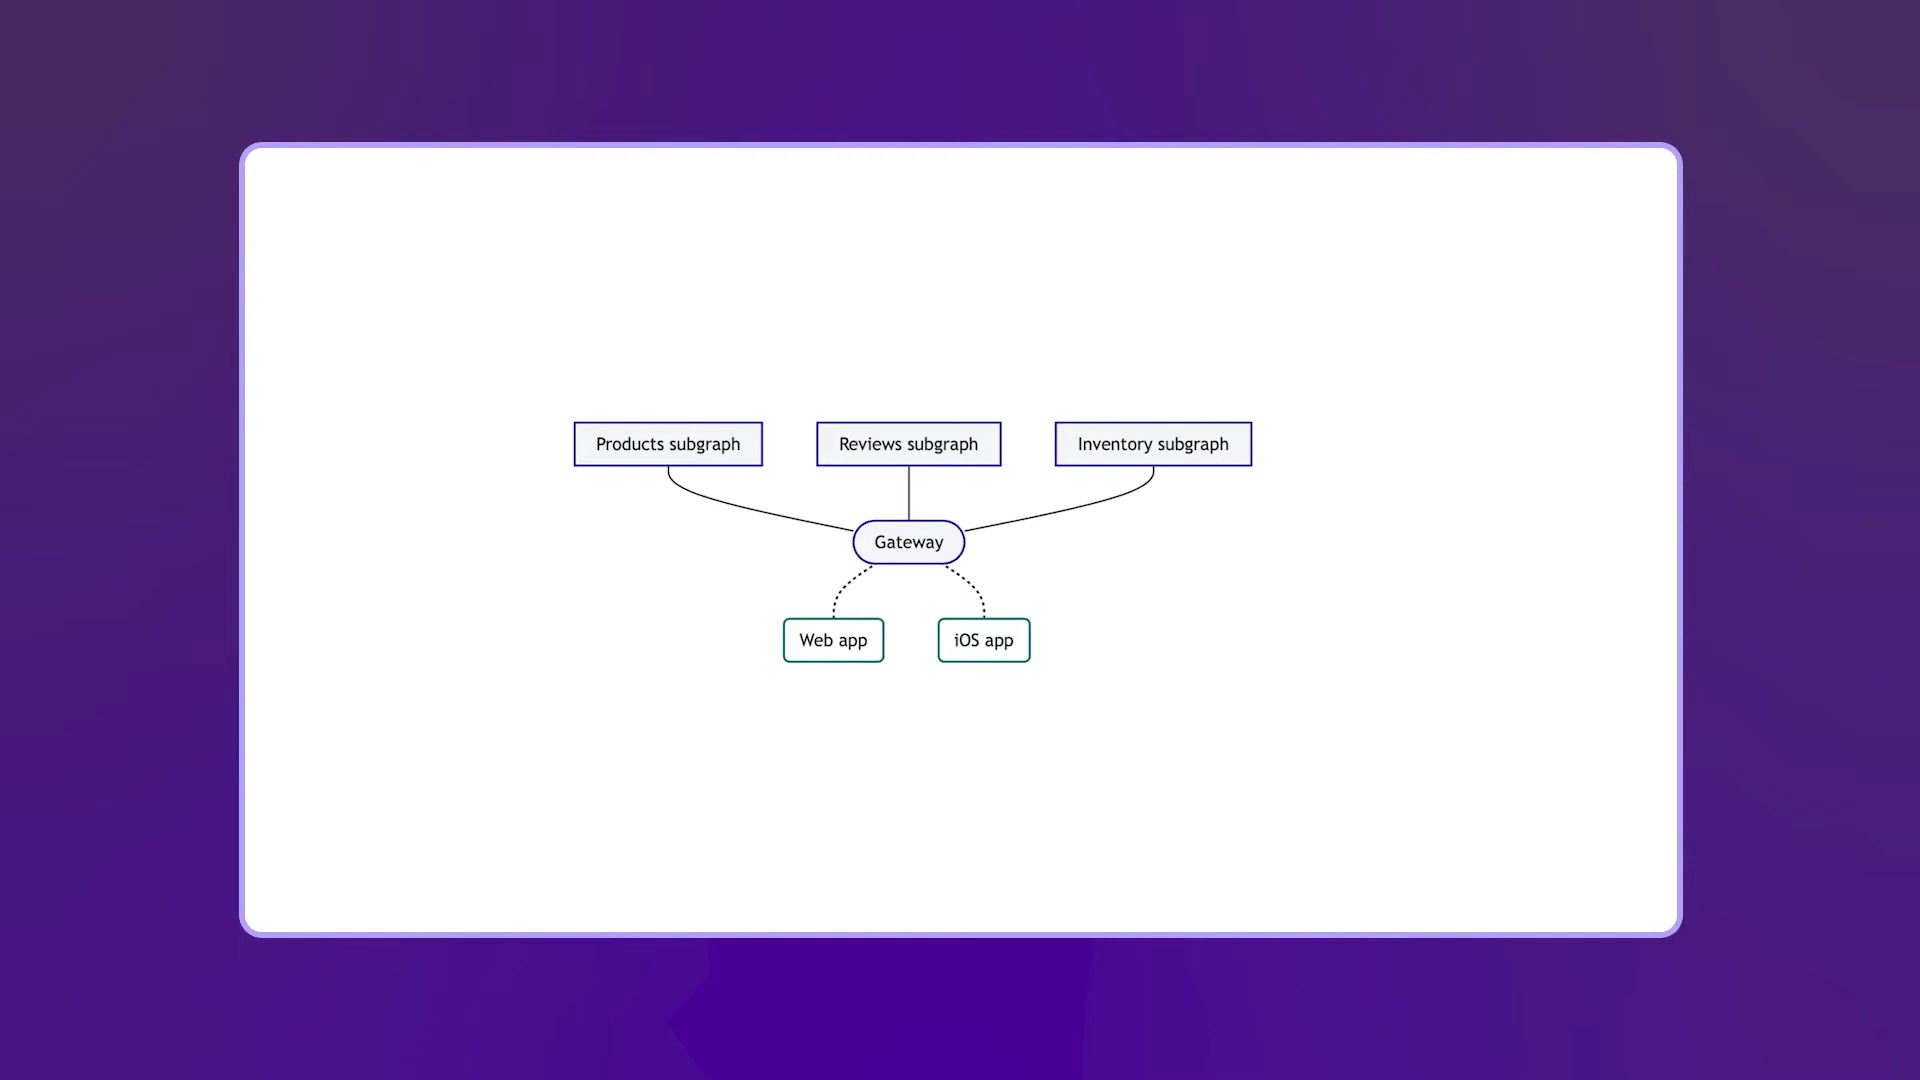 Products subgraph
Reviews subgraph
Inventory subgraph
Gateway
Web app
iOS app